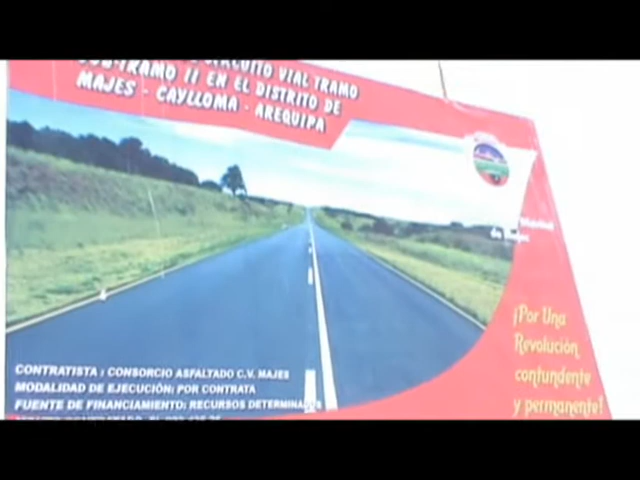 CIRCUITO VIAL TRAMO
SUB-TRAMO II EN EL DISTRITO DE
MAJES - CAYLLOMA - AREQUIPA
¡Por Una
Revolución
contundente
y permanente!
CONTRATISTA : CONSORCIO ASFALTADO C.V. MAJES
MODALIDAD DE EJECUCIÓN: POR CONTRATA
FUENTE DE FINANCIAMIENTO: RECURSOS DETERMINADOS